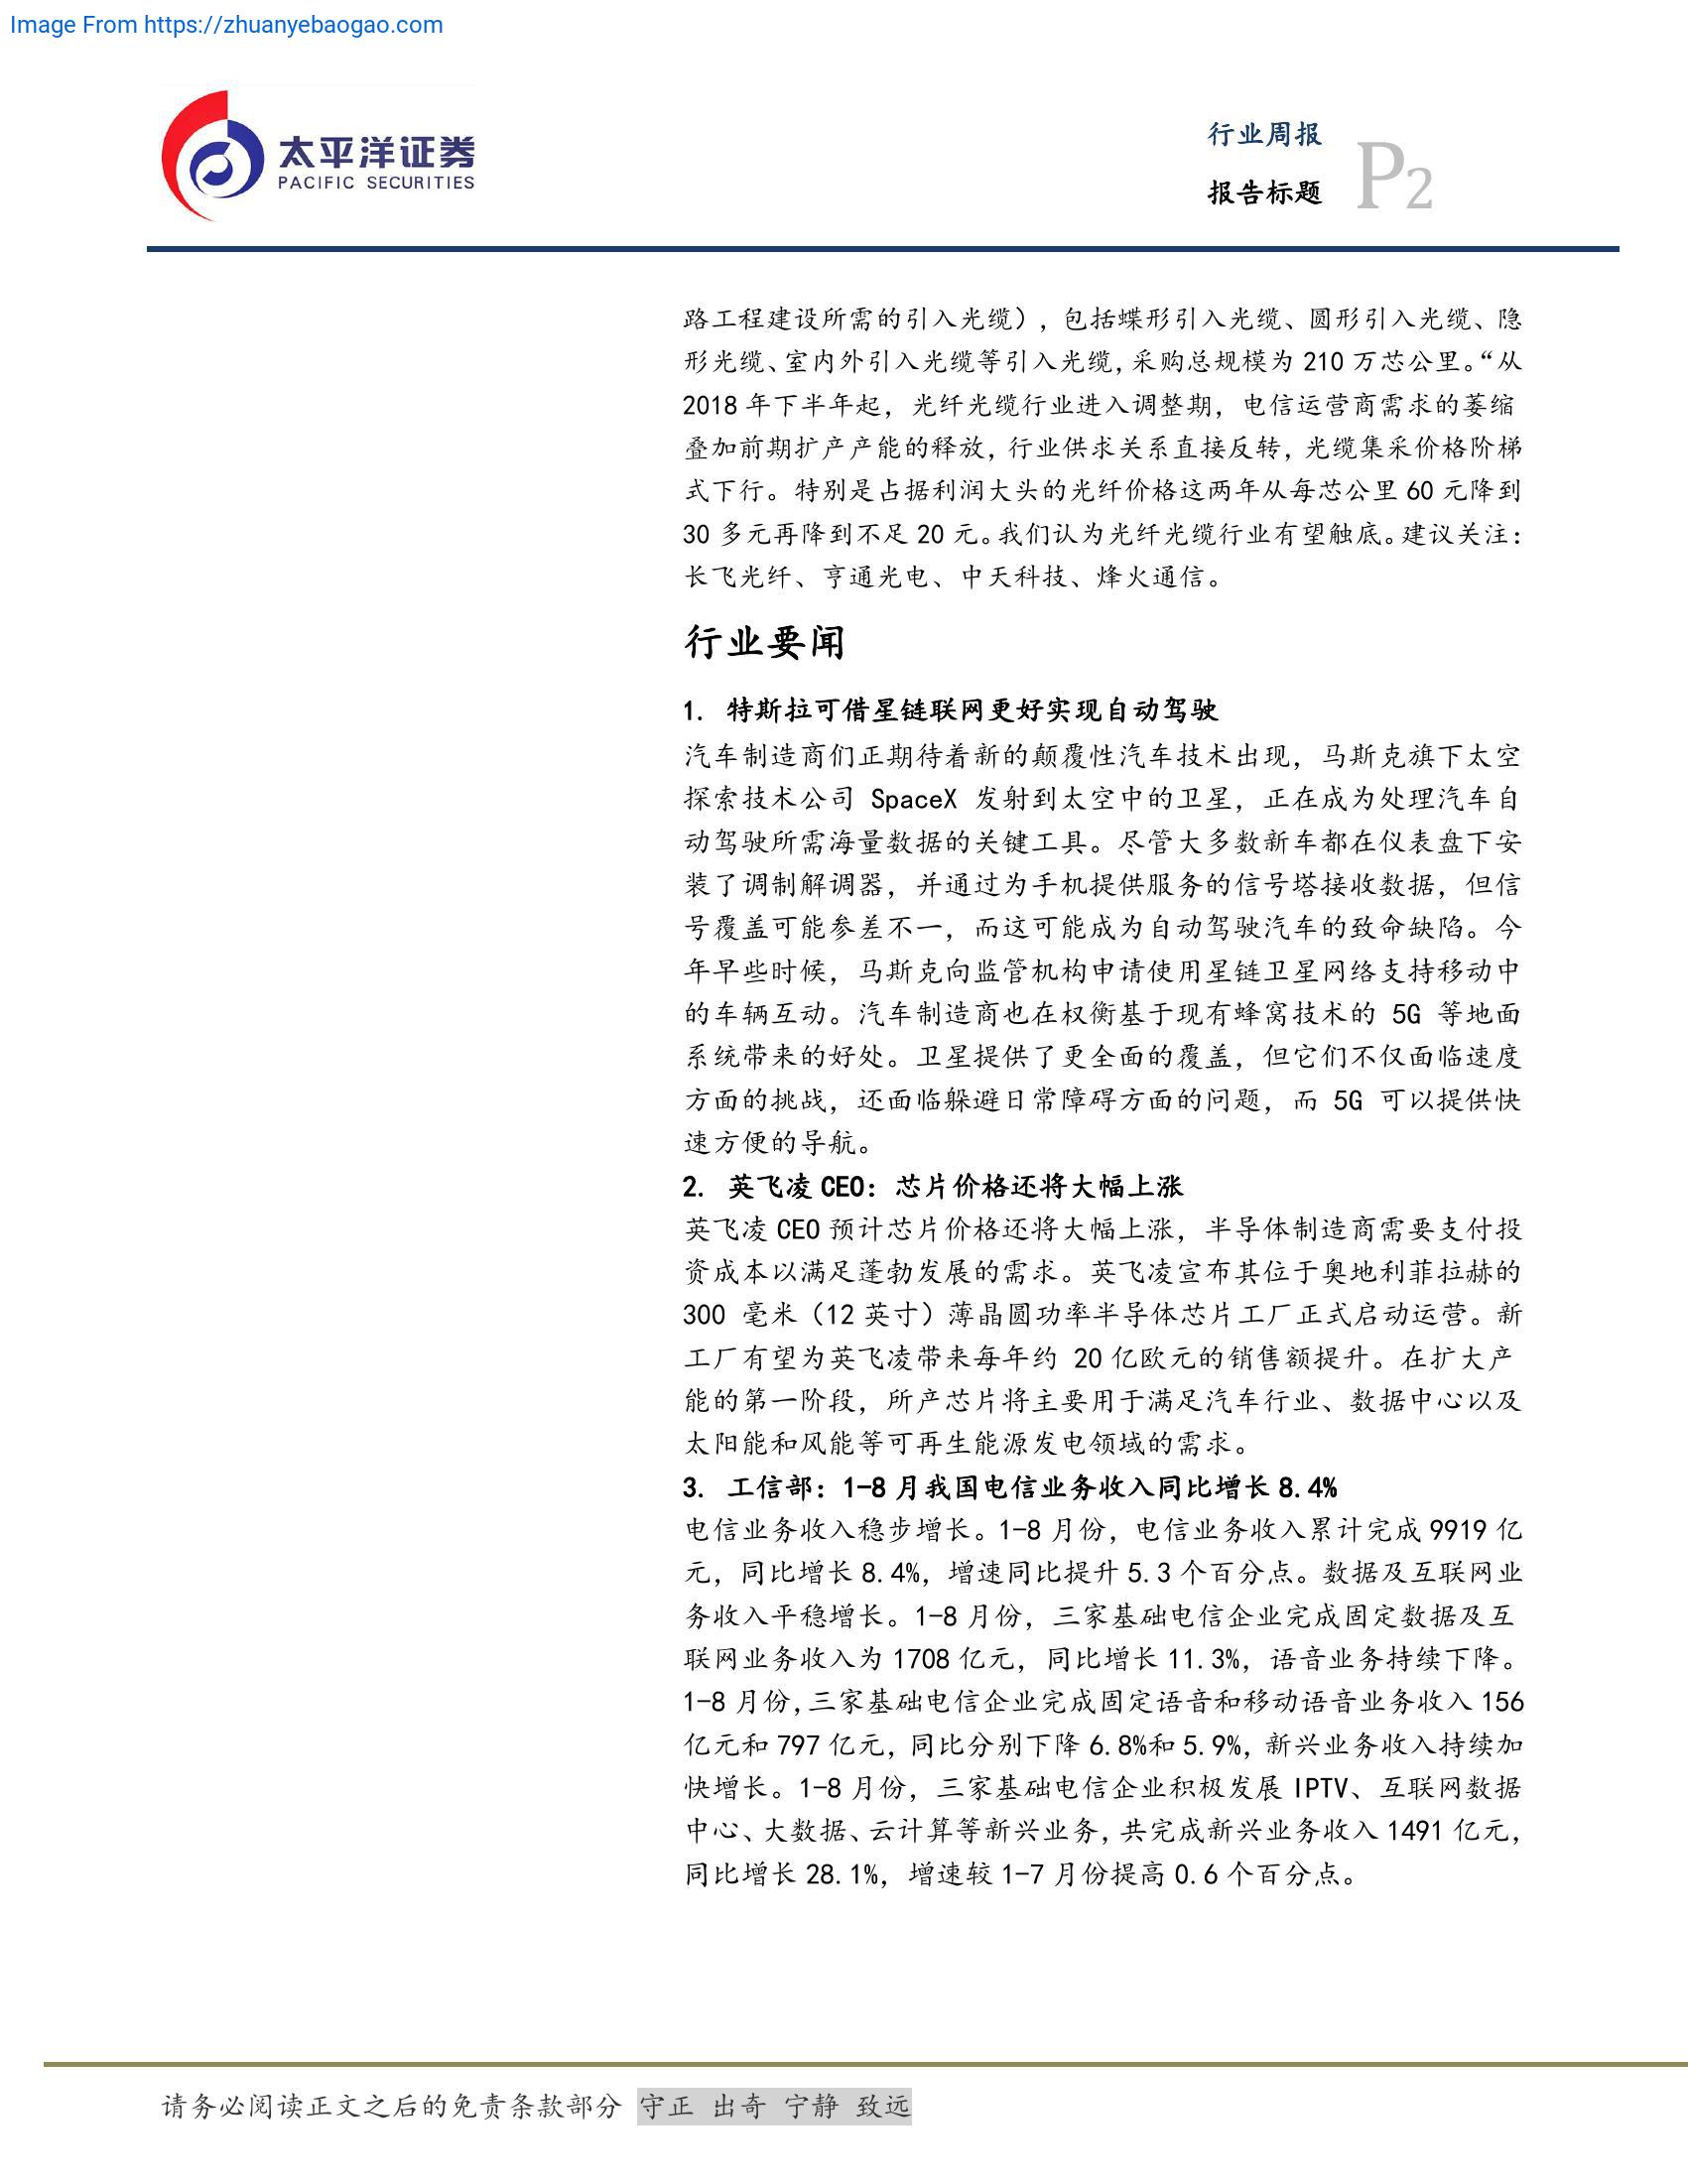 Image From https://zhuanyebaogao.com
太平洋证券
PACIFIC SECURITIES
行业周报
报告标题
P2
路工程建设所需的引入光缆），包括蝶形引入光缆、圆形引入光缆、隐
形光缆、室内外引入光缆等引入光缆，采购总规模为 210 万芯公里。“从
2018 年下半年起，光纤光缆行业进入调整期，电信运营商需求的萎缩
叠加前期扩产产能的释放，行业供求关系直接反转，光缆集采价格阶梯
式下行。特别是占据利润大头的光纤价格这两年从每芯公里 60 元降到
30 多元再降到不足 20 元。我们认为光纤光缆行业有望触底。建议关注：
长飞光纤、亨通光电、中天科技、烽火通信。
行业要闻
1. 特斯拉可借星链联网更好实现自动驾驶
汽车制造商们正期待着新的颠覆性汽车技术出现，马斯克旗下太空
探索技术公司 SpaceX 发射到太空中的卫星，正在成为处理汽车自
动驾驶所需海量数据的关键工具。尽管大多数新车都在仪表盘下安
装了调制解调器，并通过为手机提供服务的信号塔接收数据，但信
号覆盖可能参差不一，而这可能成为自动驾驶汽车的致命缺陷。今
年早些时候，马斯克向监管机构申请使用星链卫星网络支持移动中
的车辆互动。汽车制造商也在权衡基于现有蜂窝技术的 5G 等地面
系统带来的好处。卫星提供了更全面的覆盖，但它们不仅面临速度
方面的挑战，还面临躲避日常障碍方面的问题，而 5G 可以提供快
速方便的导航。
2. 英飞凌 CEO：芯片价格还将大幅上涨
英飞凌 CEO 预计芯片价格还将大幅上涨，半导体制造商需要支付投
资成本以满足蓬勃发展的需求。英飞凌宣布其位于奥地利菲拉赫的
300 毫米（12 英寸）薄晶圆功率半导体芯片工厂正式启动运营。新
工厂有望为英飞凌带来每年约 20 亿欧元的销售额提升。在扩大产
能的第一阶段，所产芯片将主要用于满足汽车行业、数据中心以及
太阳能和风能等可再生能源发电领域的需求。
3. 工信部：1-8 月我国电信业务收入同比增长 8.4%
电信业务收入稳步增长。1-8 月份，电信业务收入累计完成 9919 亿
元，同比增长 8.4%，增速同比提升 5.3 个百分点。数据及互联网业
务收入平稳增长。1-8 月份，三家基础电信企业完成固定数据及互
联网业务收入为 1708 亿元，同比增长 11.3%，语音业务持续下降。
1-8 月份，三家基础电信企业完成固定语音和移动语音业务收入 156
亿元和 797 亿元，同比分别下降 6.8%和 5.9%，新兴业务收入持续加
快增长。1-8 月份，三家基础电信企业积极发展 IPTV、互联网数据
中心、大数据、云计算等新兴业务，共完成新兴业务收入 1491 亿元，
同比增长 28.1%，增速较 1-7 月份提高 0.6 个百分点。
请务必阅读正文之后的免责条款部分 守正 出奇 宁静 致远